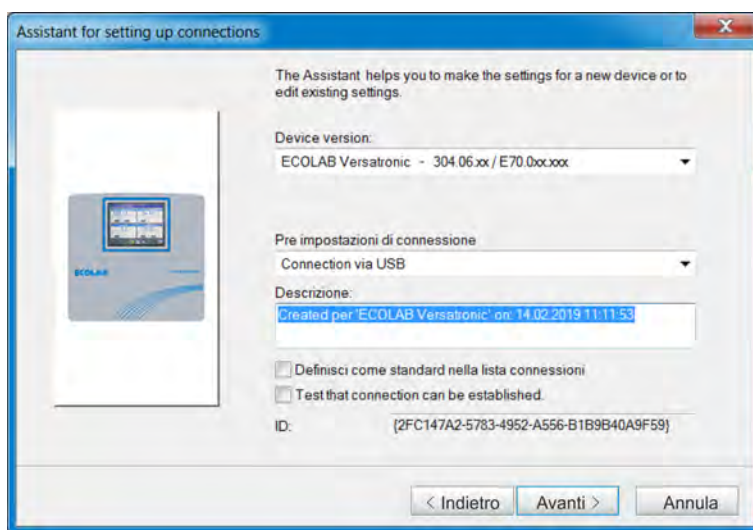 Assistant for setting up connections
The Assistant helps you to make the settings for a new device or to
edit existing settings.
Device version:
ECOLAB Versatronic - 304.06.xx / E70.0xx.xxx
Pre impostazioni di connessione
Connection via USB
Descrizione:
Created per 'ECOLAB Versatronic' on: 14.02.2019 11:11:53
Definisci come standard nella lista connessioni
Test that connection can be established.
ID: {2FC147A2-5783-4952-A556-B1B9B40A9F59}
ECOLAB
< Indietro Avanti > Annulla